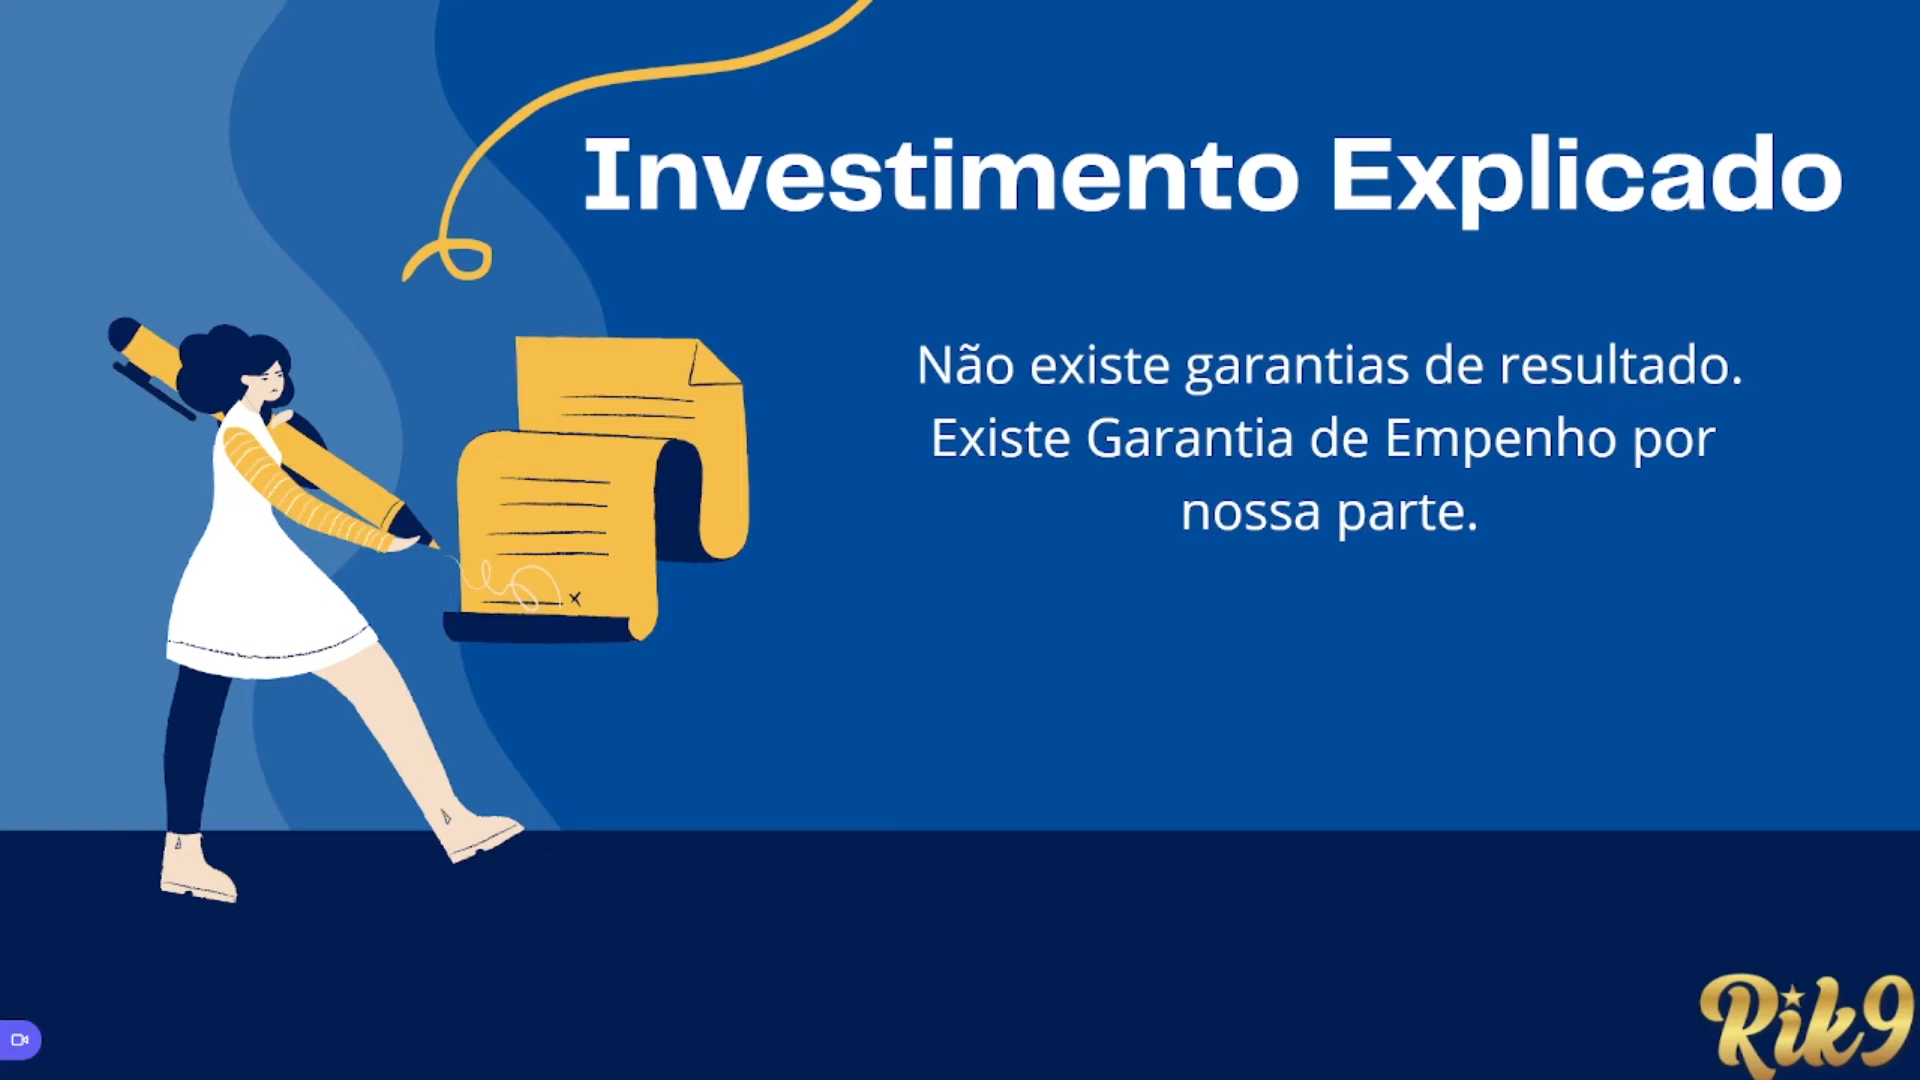 Investimento Explicado
Não existe garantias de resultado.
Existe Garantia de Empenho por
nossa parte.
Rik9